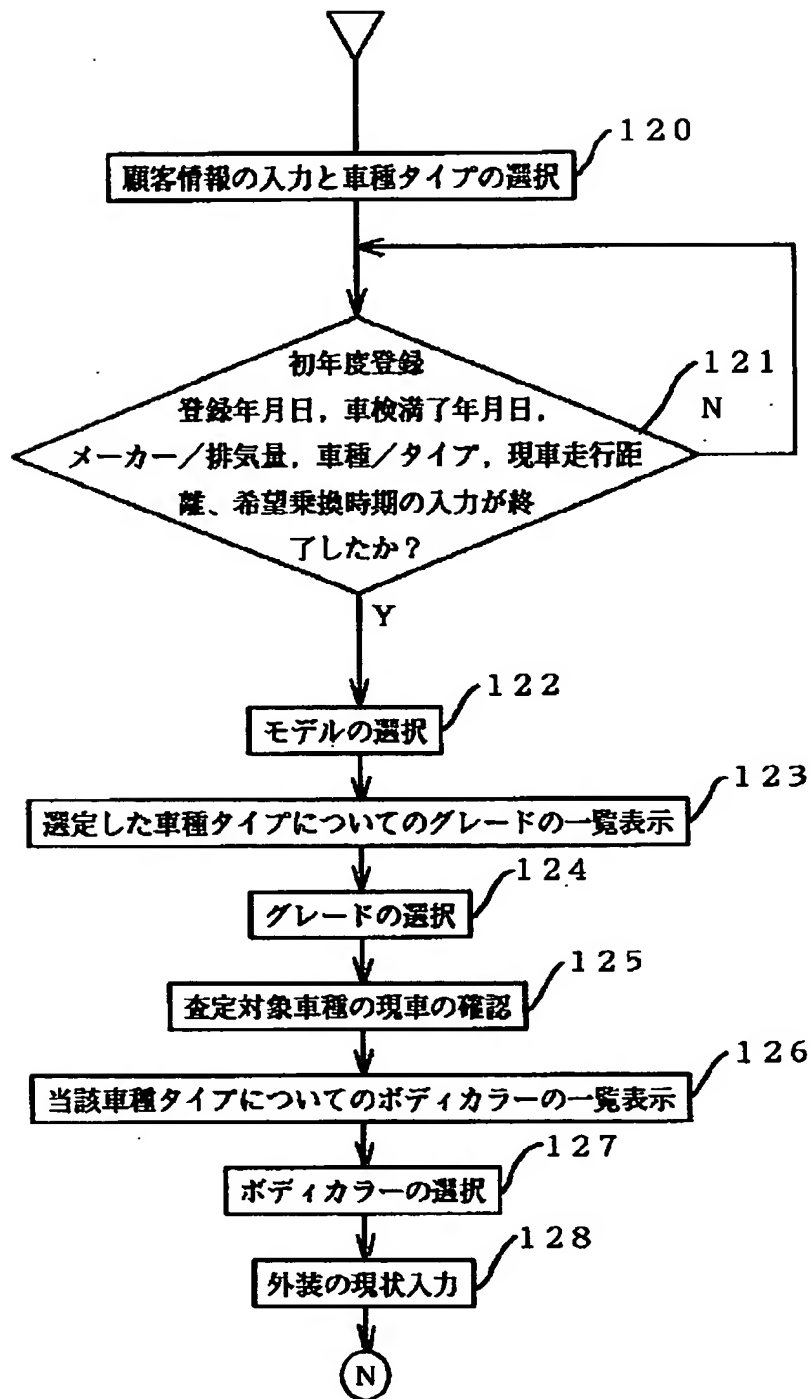 120
顧客情報の入力と車種タイプの選択
初年度登録
121
登録年月日，車検満了年月日，
N
メーカー／排気量，車種／タイプ，現車走行距
離、希望乗換時期の入力が終
了したか？
Y
122
モデルの選択
123
選定した車種タイプについてのグレードの一覧表示
124
グレードの選択
125
査定対象車種の現車の確認
126
当該車種タイプについてのボディカラーの一覧表示
127
ボディカラーの選択
128
外装の現状入力
N